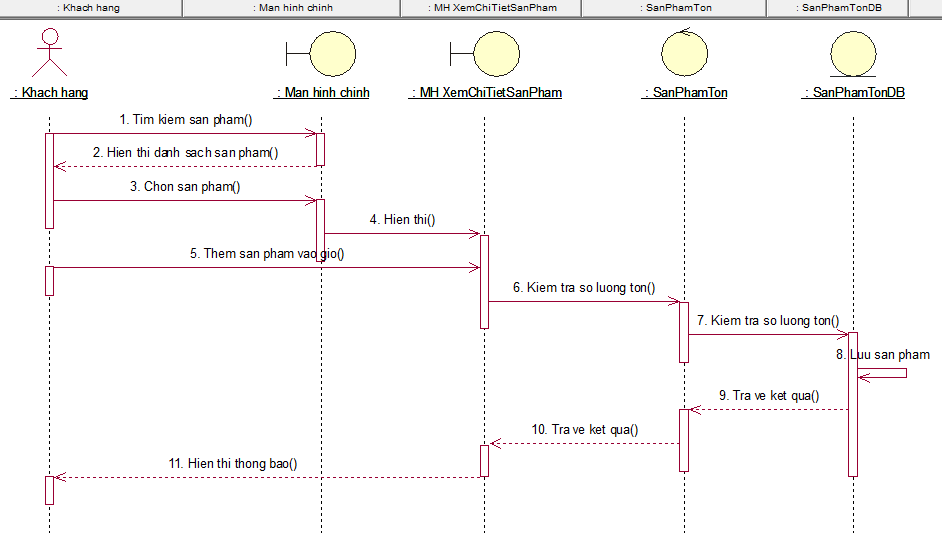 : Khach hang
: Man hinh chinh
: MH XemChiTietSanPham
: SanPhamTon
: SanPhamTonDB
: Khach hang
: Man hinh chinh
: MH XemChiTietSanPham
: SanPhamTon
: SanPhamTonDB
1. Tim kiem san pham()
2. Hien thi danh sach san pham()
3. Chon san pham()
4. Hien thi()
5. Them san pham vao gio()
6. Kiem tra so luong ton()
7. Kiem tra so luong ton()
8. Luu san pham
9. Tra ve ket qua()
10. Tra ve ket qua()
11. Hien thi thong bao()